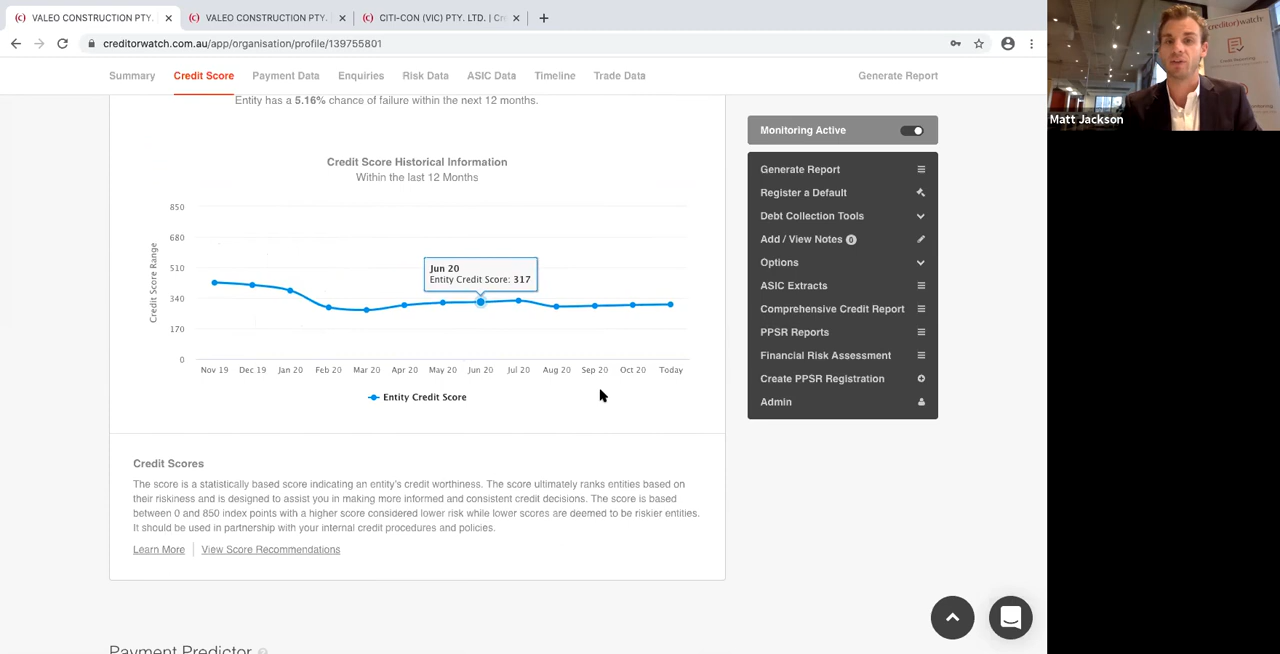 VALEO CONSTRUCTION PTY.
VALEO CONSTRUCTION PTY.
CITI-CON (VIC) PTY. LTD. | Cr
creditorwatch.com.au/app/organisation/profile/139755801
Summary
Credit Score
Payment Data
Enquiries
Risk Data
ASIC Data
Timeline
Trade Data
Generate Report
Entity has a 5.16% chance of failure within the next 12 months.
Credit Score Historical Information
Within the last 12 Months
Credit Score Range
850
680
510
340
170
0
Jun 20
Entity Credit Score: 317
Nov 19
Dec 19
Jan 20
Feb 20
Mar 20
Apr 20
May 20
Jun 20
Jul 20
Aug 20
Sep 20
Oct 20
Today
Entity Credit Score
Credit Scores
The score is a statistically based score indicating an entity's credit worthiness. The score ultimately ranks entities based on
their riskiness and is designed to assist you in making more informed and consistent credit decisions. The score is based
between 0 and 850 index points with a higher score considered lower risk while lower scores are deemed to be riskier entities.
It should be used in partnership with your internal credit procedures and policies.
Learn More
View Score Recommendations
Payment Predictor
Monitoring Active
Generate Report
Register a Default
Debt Collection Tools
Add / View Notes 0
Options
ASIC Extracts
Comprehensive Credit Report
PPSR Reports
Financial Risk Assessment
Create PPSR Registration
Admin
creditorwatch
Matt Jackson